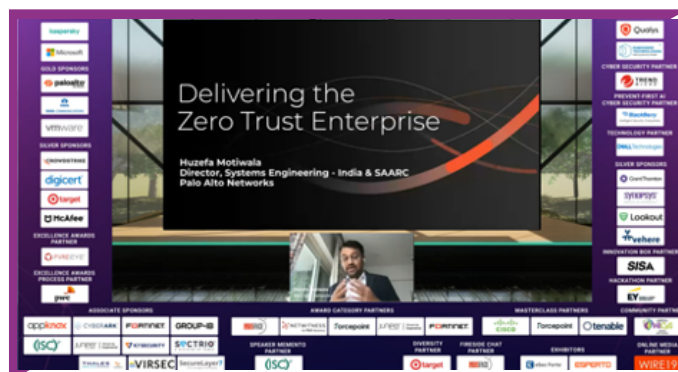 kaspersky
Microsoft
GOLD SPONSORS
paloalto
vmware
SILVER SPONSORS
CROWDSTRIKE
digicert
target
McAfee
EXCELLENCE AWARDS
PARTNER
FIREEYE
EXCELLENCE AWARDS
PROCESS PARTNER
pwc
Delivering the
Zero Trust Enterprise
Huzefa Motiwala
Director, Systems Engineering - India & SAARC
Palo Alto Networks
Qualys
CYBER SECURITY PARTNER
TREND
PREVENT-FIRST AI
CYBER SECURITY PARTNER
BlackBerry
TECHNOLOGY PARTNER
DELL Technologies
SILVER SPONSORS
GrantThornton
SYNOPSYS
Lookout
vehere
INNOVATION BOX PARTNER
SISA
HACKATHON PARTNER
EY
ASSOCIATE SPONSORS
AWARD CATEGORY PARTNERS
MASTERCLASS PARTNERS
COMMUNITY PARTNER
appknox
CYBERARK
FORTINET
GROUP-IB
NETWITNESS
Forcepoint
JUNIPER
FORTINET
CISCO
Forcepoint
tenable
(ISC)²
JUNIPER
K7SECURITY
SECTRIO
SPEAKER MEMENTO
PARTNER
DIVERSITY
PARTNER
FIRESIDE CHAT
PARTNER
EXHIBITORS
ONLINE MEDIA
PARTNER
THALES
VIRSEC
SecureLayer7
(ISC)²
target
ESPERTO
WIRE19